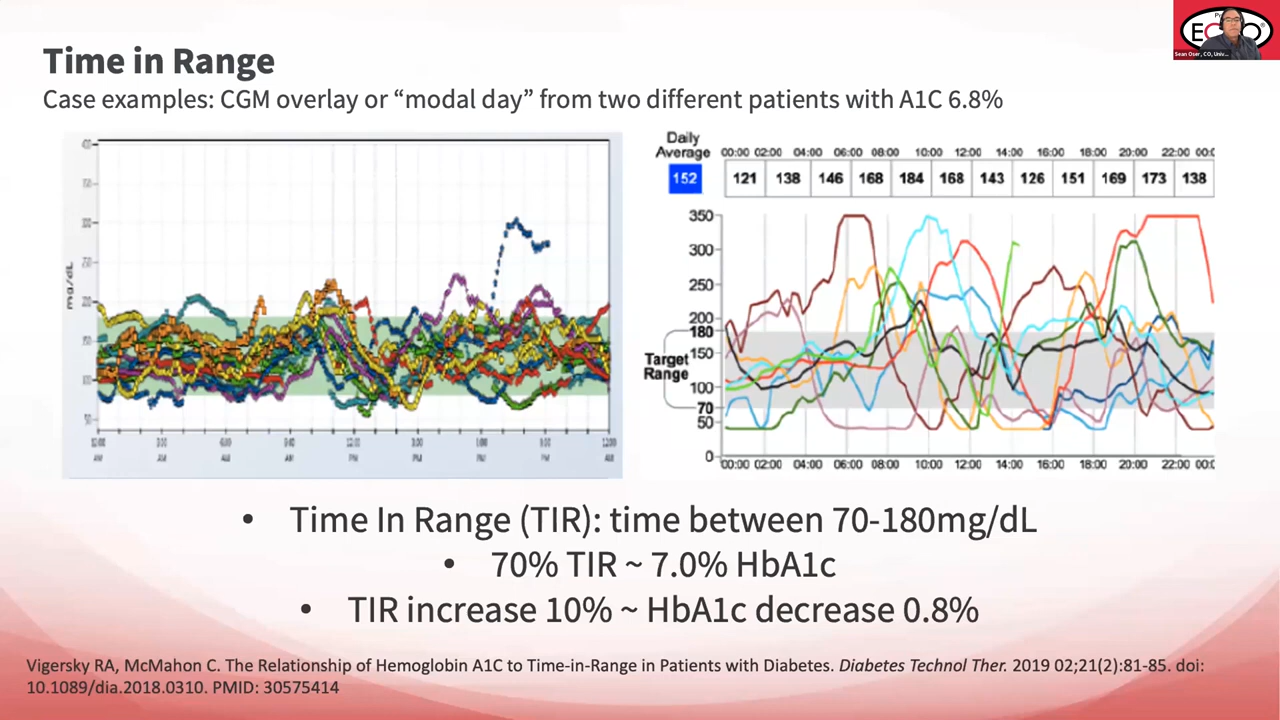 Time in Range
Case examples: CGM overlay or “modal day” from two different patients with A1C 6.8%
Sean Oser, CO, Univ...
mg/dL
Daily
Average
00:00 02:00 04:00 06:00 08:00 10:00 12:00 14:00 16:00 18:00 20:00 22:00 00:
152 121 138 146 168 184 168 143 126 151 169 173 138
350
300
250
200
180
Target
Range
150
100
70
50
0
00:00 02:00 04:00 06:00 08:00 10:00 12:00 14:00 16:00 18:00 20:00 22:00 00:
• Time In Range (TIR): time between 70-180mg/dL
• 70% TIR ~ 7.0% HbA1c
• TIR increase 10% ~ HbA1c decrease 0.8%
Vigersky RA, McMahon C. The Relationship of Hemoglobin A1C to Time-in-Range in Patients with Diabetes. Diabetes Technol Ther. 2019 02;21(2):81-85. doi:
10.1089/dia.2018.0310. PMID: 30575414